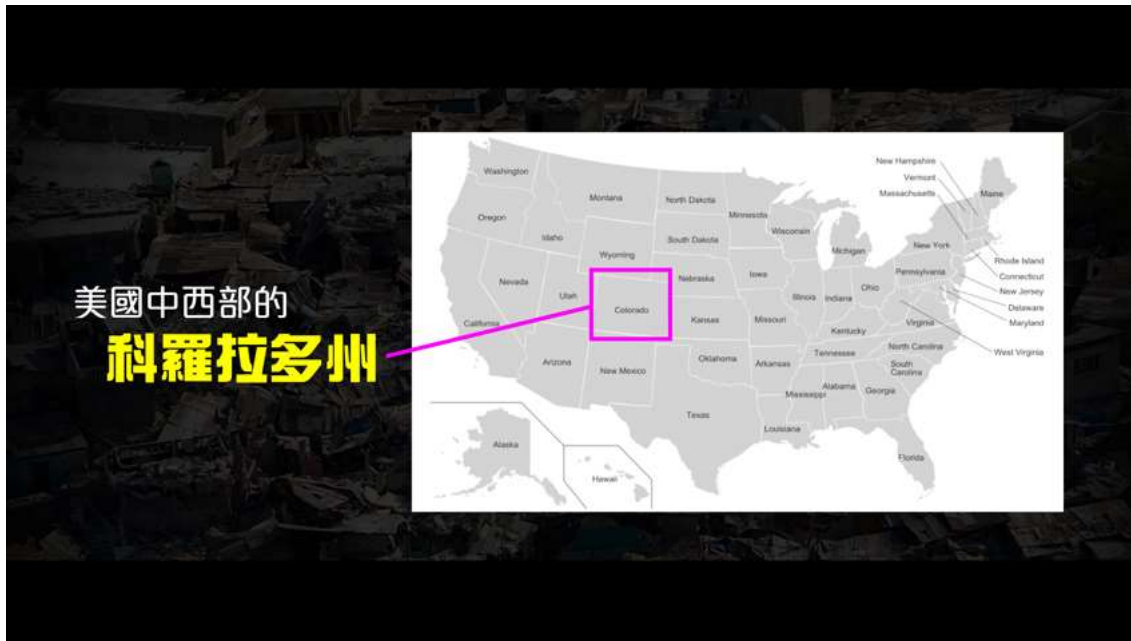 美國中西部的
科羅拉多州
Washington
Montana
North Dakota
Minnesota
Oregon
Idaho
South Dakota
Wisconsin
Wyoming
Michigan
New Hampshire
Vermont
Massachusetts
Maine
New York
Rhode Island
Connecticut
New Jersey
Delaware
Maryland
West Virginia
Nevada
Utah
Colorado
Nebraska
Iowa
Illinois
Indiana
Ohio
Pennsylvania
California
Kansas
Missouri
Kentucky
Virginia
Arizona
New Mexico
Oklahoma
Arkansas
Tennessee
North Carolina
South
Carolina
Texas
Louisiana
Mississippi
Alabama
Georgia
Florida
Alaska
Hawaii